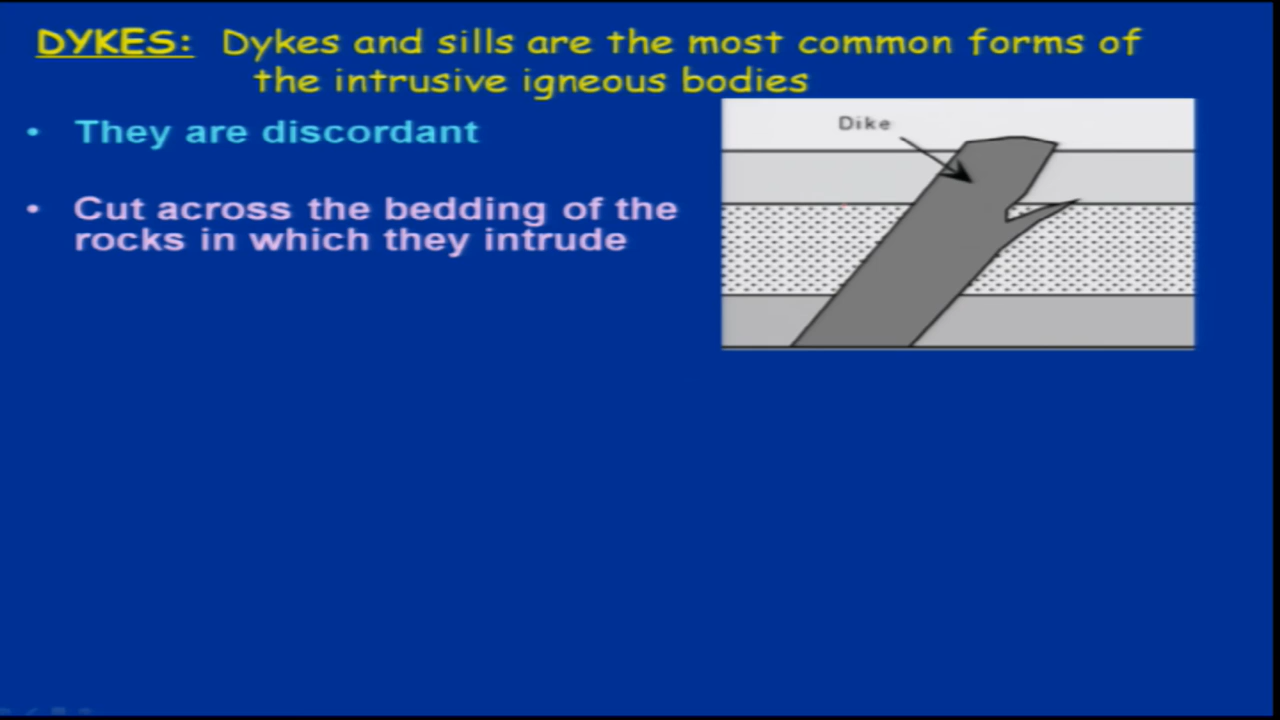 DYKES: Dykes and sills are the most common forms of
the intrusive igneous bodies
• They are discordant
• Cut across the bedding of the
rocks in which they intrude
Dike